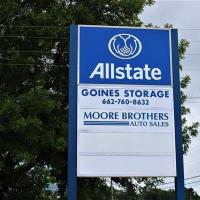 Allstate
GOINES STORAGE
662-760-8632
MOORE BROTHERS
AUTO SALES